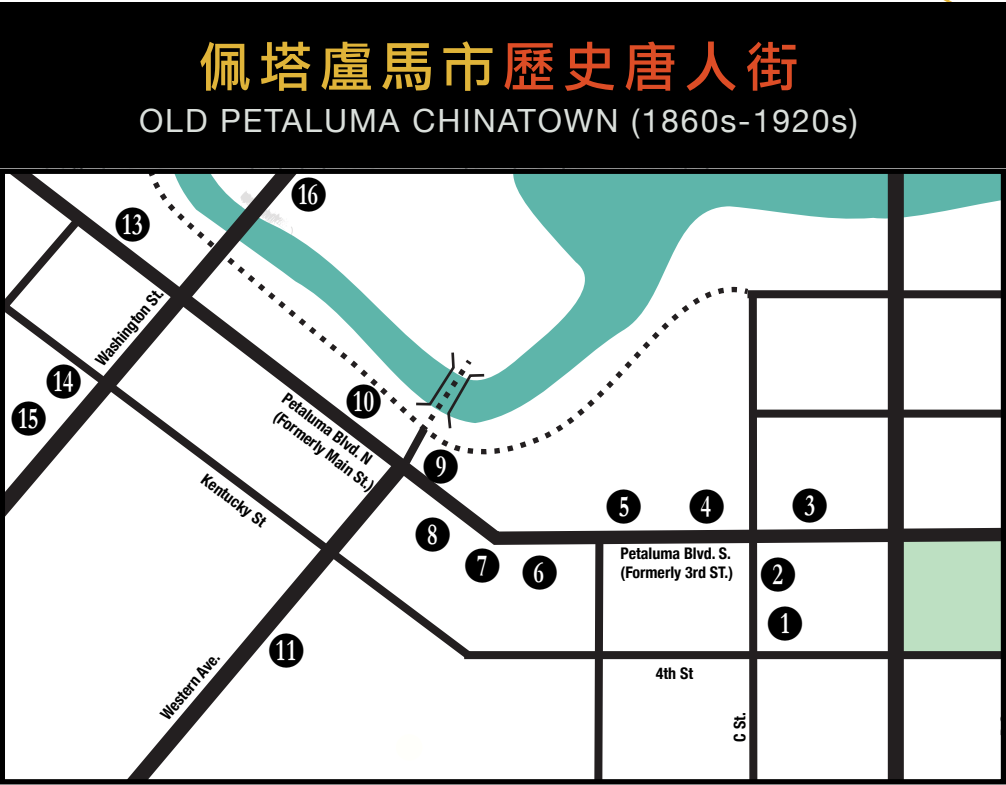 佩塔盧馬市歷史唐人街
OLD PETALUMA CHINATOWN (1860s-1920s)
16
13
Washington St.
14
15
10
Petaluma Blvd. N
(Formerly Main St.)
9
Kentucky St
5
4
3
8
7
6
Petaluma Blvd. S.
(Formerly 3rd ST.)
2
1
11
Western Ave.
4th St
C St.